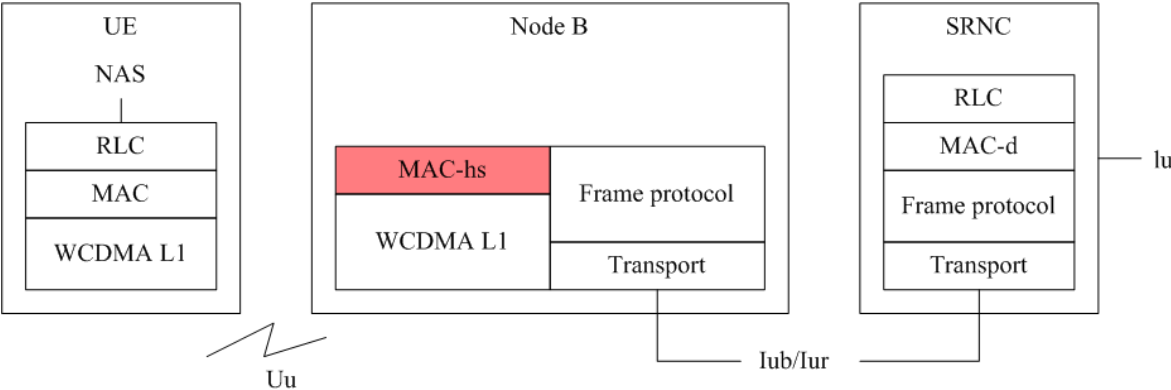 UE
NAS
RLC
MAC
WCDMA L1
Uu
Node B
MAC-hs
WCDMA L1
Frame protocol
Transport
Iub/Iur
SRNC
RLC
MAC-d
Frame protocol
Transport
lu